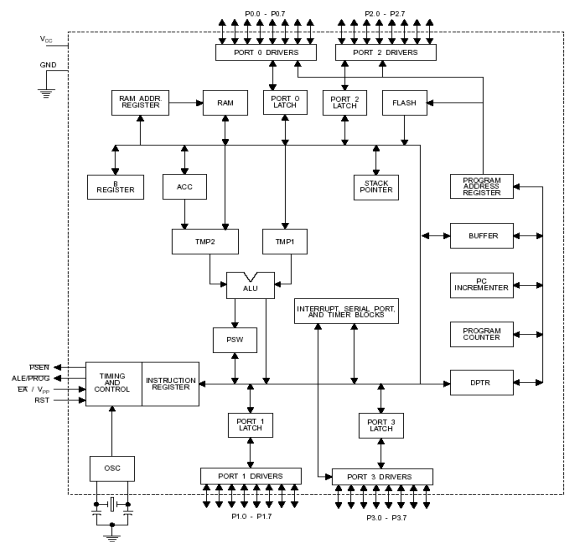 P0.0 - P0.7
P2.0 - P2.7
VCC
GND
PORT 0 DRIVERS
PORT 2 DRIVERS
RAM ADDR.
REGISTER
RAM
PORT 0
LATCH
PORT 2
LATCH
FLASH
B
REGISTER
ACC
STACK
POINTER
PROGRAM
ADDRESS
REGISTER
TMP2
TMP1
BUFFER
ALU
PC
INCREMENTER
INTERRUPT, SERIAL PORT,
AND TIMER BLOCKS
PSW
PROGRAM
COUNTER
PSEN
ALE/PROG
EA / VPP
RST
TIMING
AND
CONTROL
INSTRUCTION
REGISTER
DPTR
PORT 1
LATCH
PORT 3
LATCH
OSC
PORT 1 DRIVERS
PORT 3 DRIVERS
P1.0 - P1.7
P3.0 - P3.7